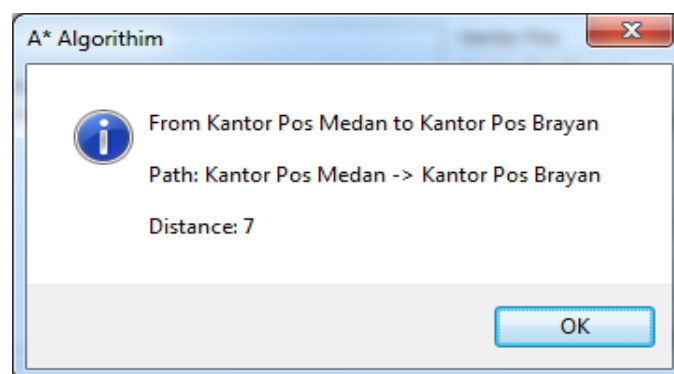 A* Algorithim
From Kantor Pos Medan to Kantor Pos Brayan
Path: Kantor Pos Medan -> Kantor Pos Brayan
Distance: 7
OK